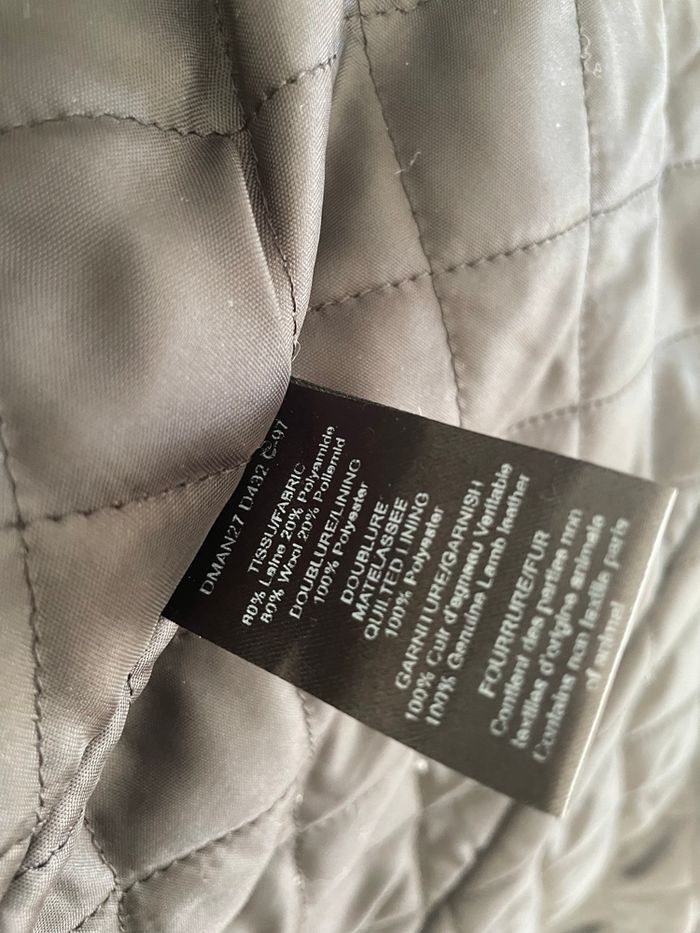 DMAN27 D432 C-97
TISSU/FABRIC
80% Laine 20% Polyamide
80% Wool 20% Poliamid
DOUBLURE/LINING
100% Polyester
DOUBLURE
MATELASSEE
QUILTED LINING
100% Polyester
GARNITURE/GARNISH
100% Cuir d'agneau Veritable
100% Genuine Lamb leather
FOURRURE/FUR
Contient des parties non
textiles d'origine animale
Contains non textile parts
of animal